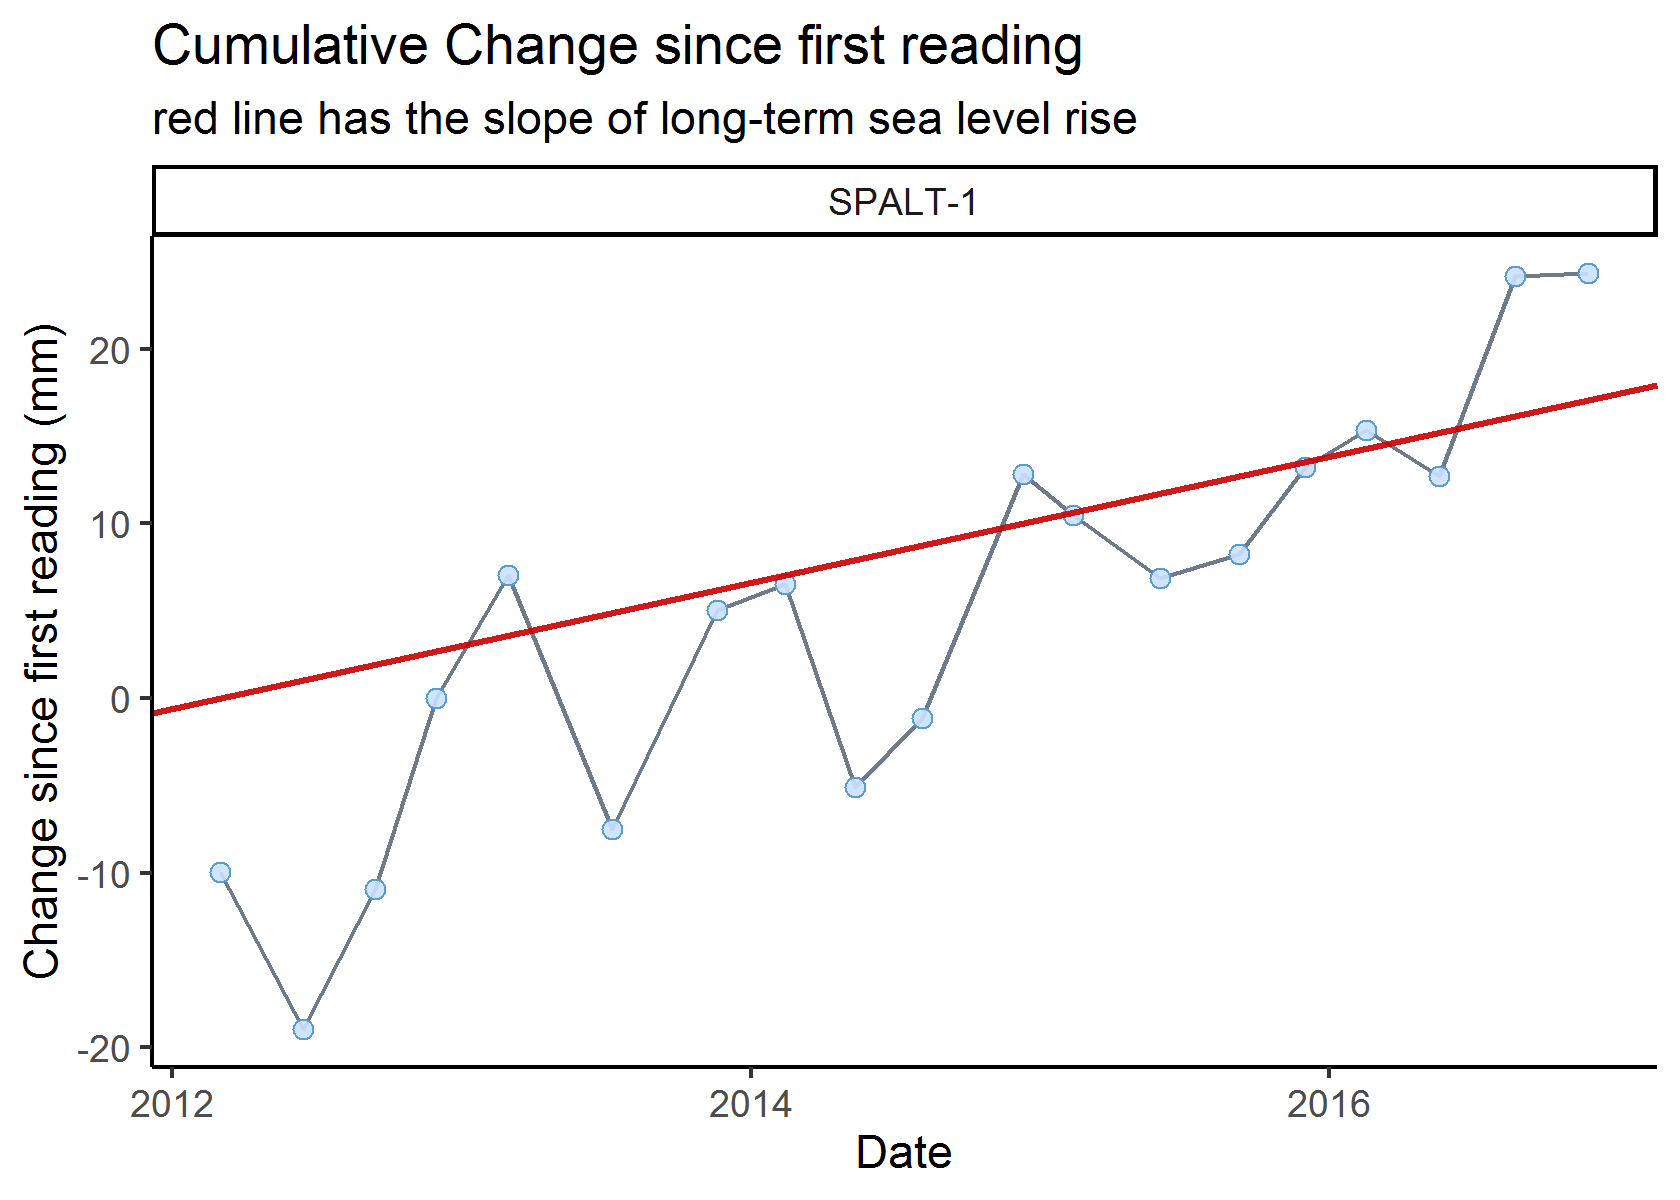 Cumulative Change since first reading
red line has the slope of long-term sea level rise
SPALT-1
Change since first reading (mm)
20
10
0
-10
-20
2012
2014
2016
Date